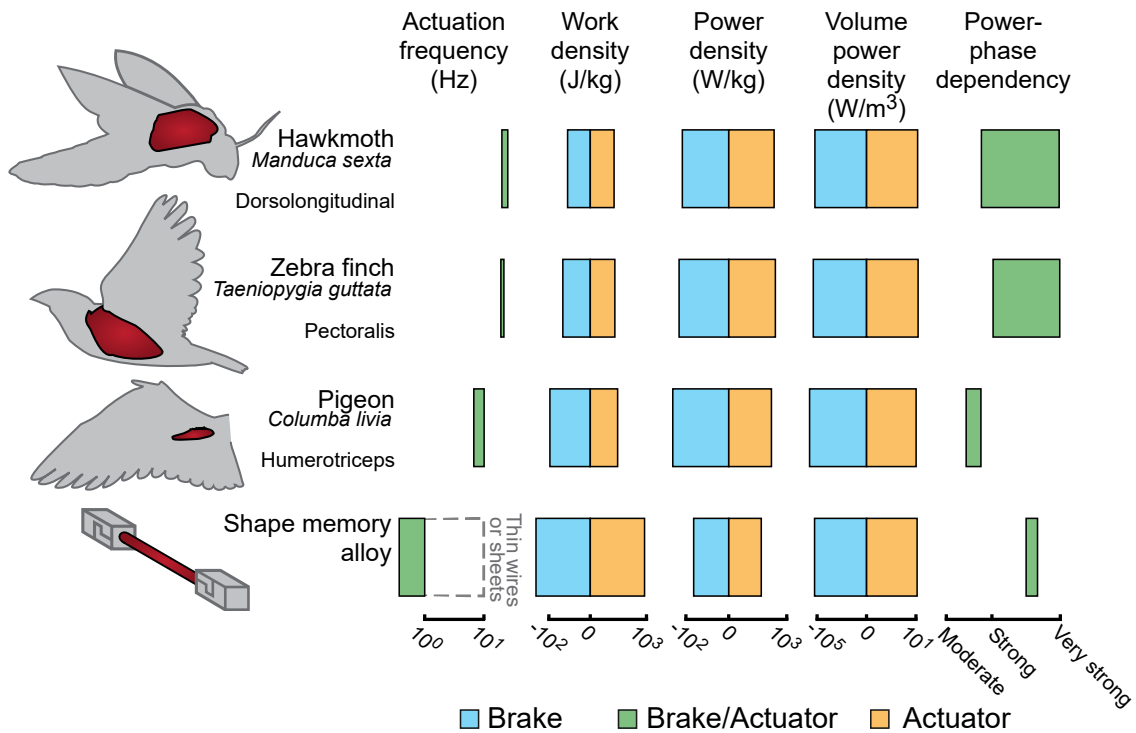 Actuation
frequency
(Hz)
Work
density
(J/kg)
Power
density
(W/kg)
Volume
power
density
(W/m³)
Power-
phase
dependency
Hawkmoth
Manduca sexta
Dorsolongitudinal
Zebra finch
Taeniopygia guttata
Pectoralis
Pigeon
Columba livia
Humerotriceps
Shape memory
alloy
Thin wires
or sheets
10⁰
10¹
-10²
0
10³
-10²
0
10³
-10⁵
0
10¹
Moderate
Strong
Very strong
Brake
Brake/Actuator
Actuator